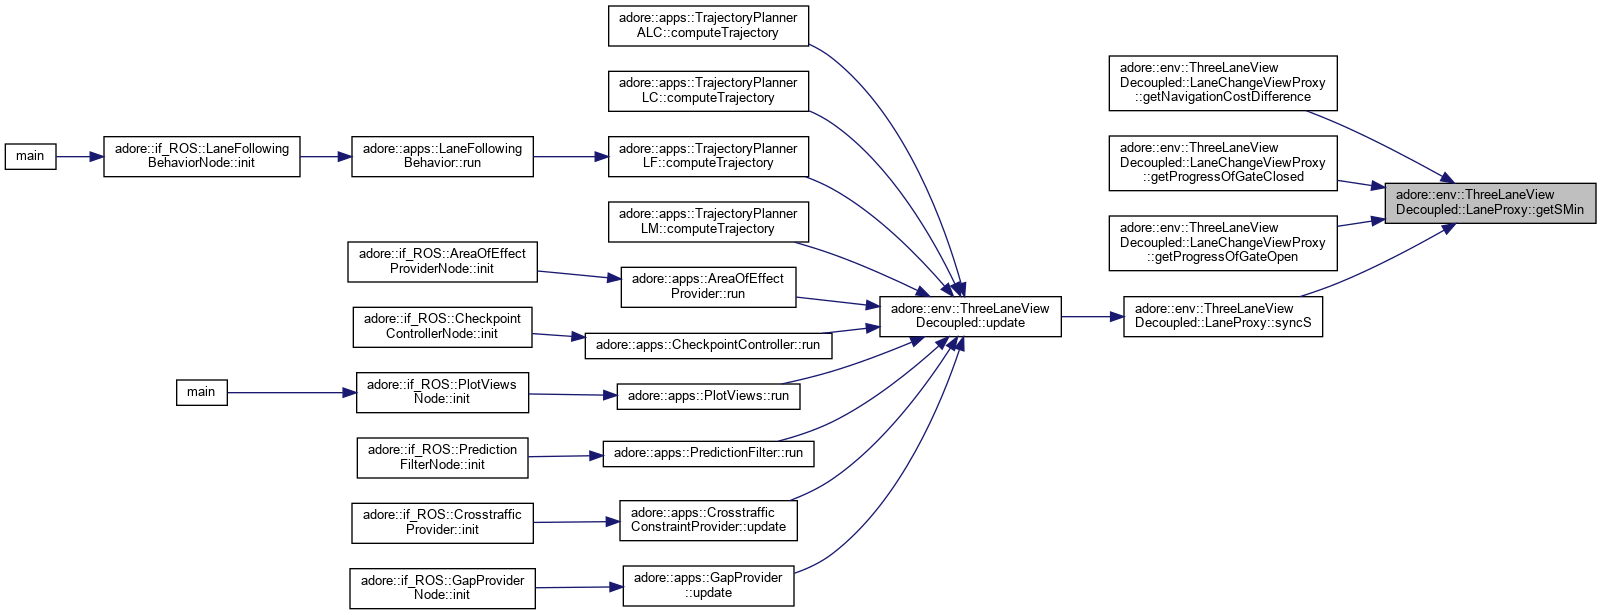 adore::apps::TrajectoryPlanner
ALC::computeTrajectory
adore::apps::TrajectoryPlanner
LC::computeTrajectory
main
adore::if_ROS::LaneFollowing
BehaviorNode::init
adore::apps::LaneFollowing
Behavior::run
adore::apps::TrajectoryPlanner
LF::computeTrajectory
adore::apps::TrajectoryPlanner
LM::computeTrajectory
adore::if_ROS::AreaOfEffect
ProviderNode::init
adore::apps::AreaOfEffect
Provider::run
adore::if_ROS::Checkpoint
ControllerNode::init
adore::apps::CheckpointController::run
main
adore::if_ROS::PlotViews
Node::init
adore::apps::PlotViews::run
adore::if_ROS::Prediction
FilterNode::init
adore::apps::PredictionFilter::run
adore::if_ROS::Crosstraffic
Provider::init
adore::apps::Crosstraffic
ConstraintProvider::update
adore::if_ROS::GapProvider
Node::init
adore::apps::GapProvider
::update
adore::env::ThreeLaneView
Decoupled::update
adore::env::ThreeLaneView
Decoupled::LaneChangeViewProxy
::getNavigationCostDifference
adore::env::ThreeLaneView
Decoupled::LaneChangeViewProxy
::getProgressOfGateClosed
adore::env::ThreeLaneView
Decoupled::LaneChangeViewProxy
::getProgressOfGateOpen
adore::env::ThreeLaneView
Decoupled::LaneProxy::syncS
adore::env::ThreeLaneView
Decoupled::LaneProxy::getSMin